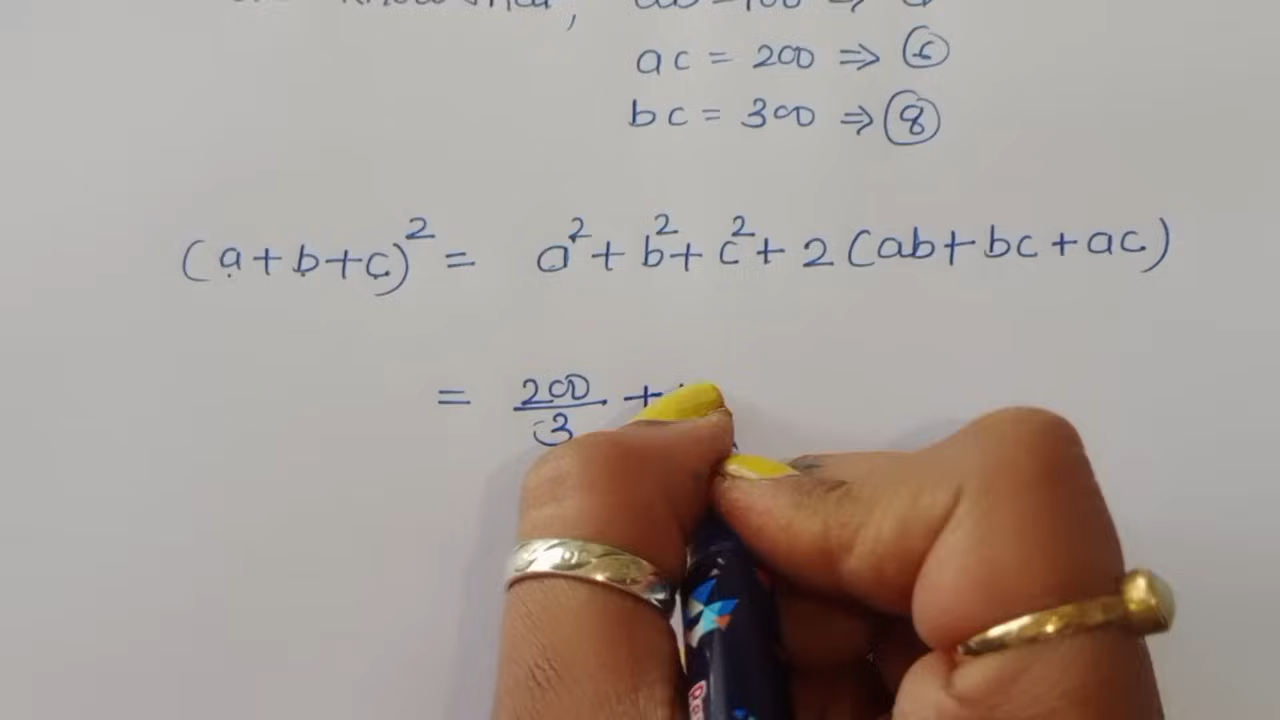 ac = 200 ⇒ 6
bc = 300 ⇒ 8
(a+b+c)² = a² + b² + c² + 2(ab+bc+ac)
= 200/3 +